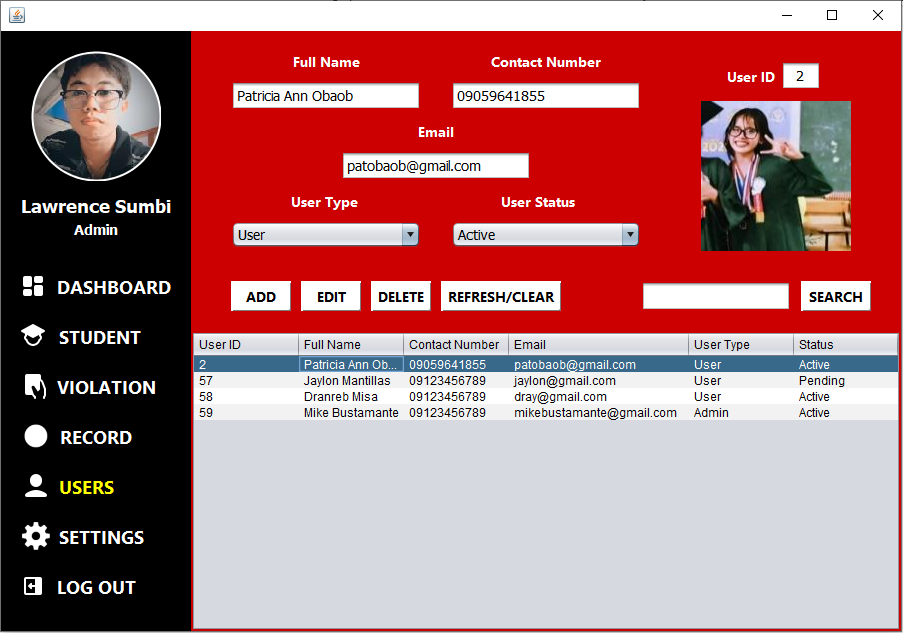 Lawrence Sumbi
Admin
DASHBOARD
STUDENT
VIOLATION
RECORD
USERS
SETTINGS
LOG OUT
Full Name
Contact Number
User ID 2
Patricia Ann Obaob
09059641855
Email
patobaob@gmail.com
User Type
User Status
User
Active
ADD EDIT DELETE REFRESH/CLEAR SEARCH
User ID Full Name Contact Number Email User Type Status
2 Patricia Ann Ob... 09059641855 patobaob@gmail.com User Active
57 Jaylon Mantillas 09123456789 jaylon@gmail.com User Pending
58 Dranreb Misa 09123456789 dray@gmail.com User Active
59 Mike Bustamante 09123456789 mikebustamante@gmail.com Admin Active